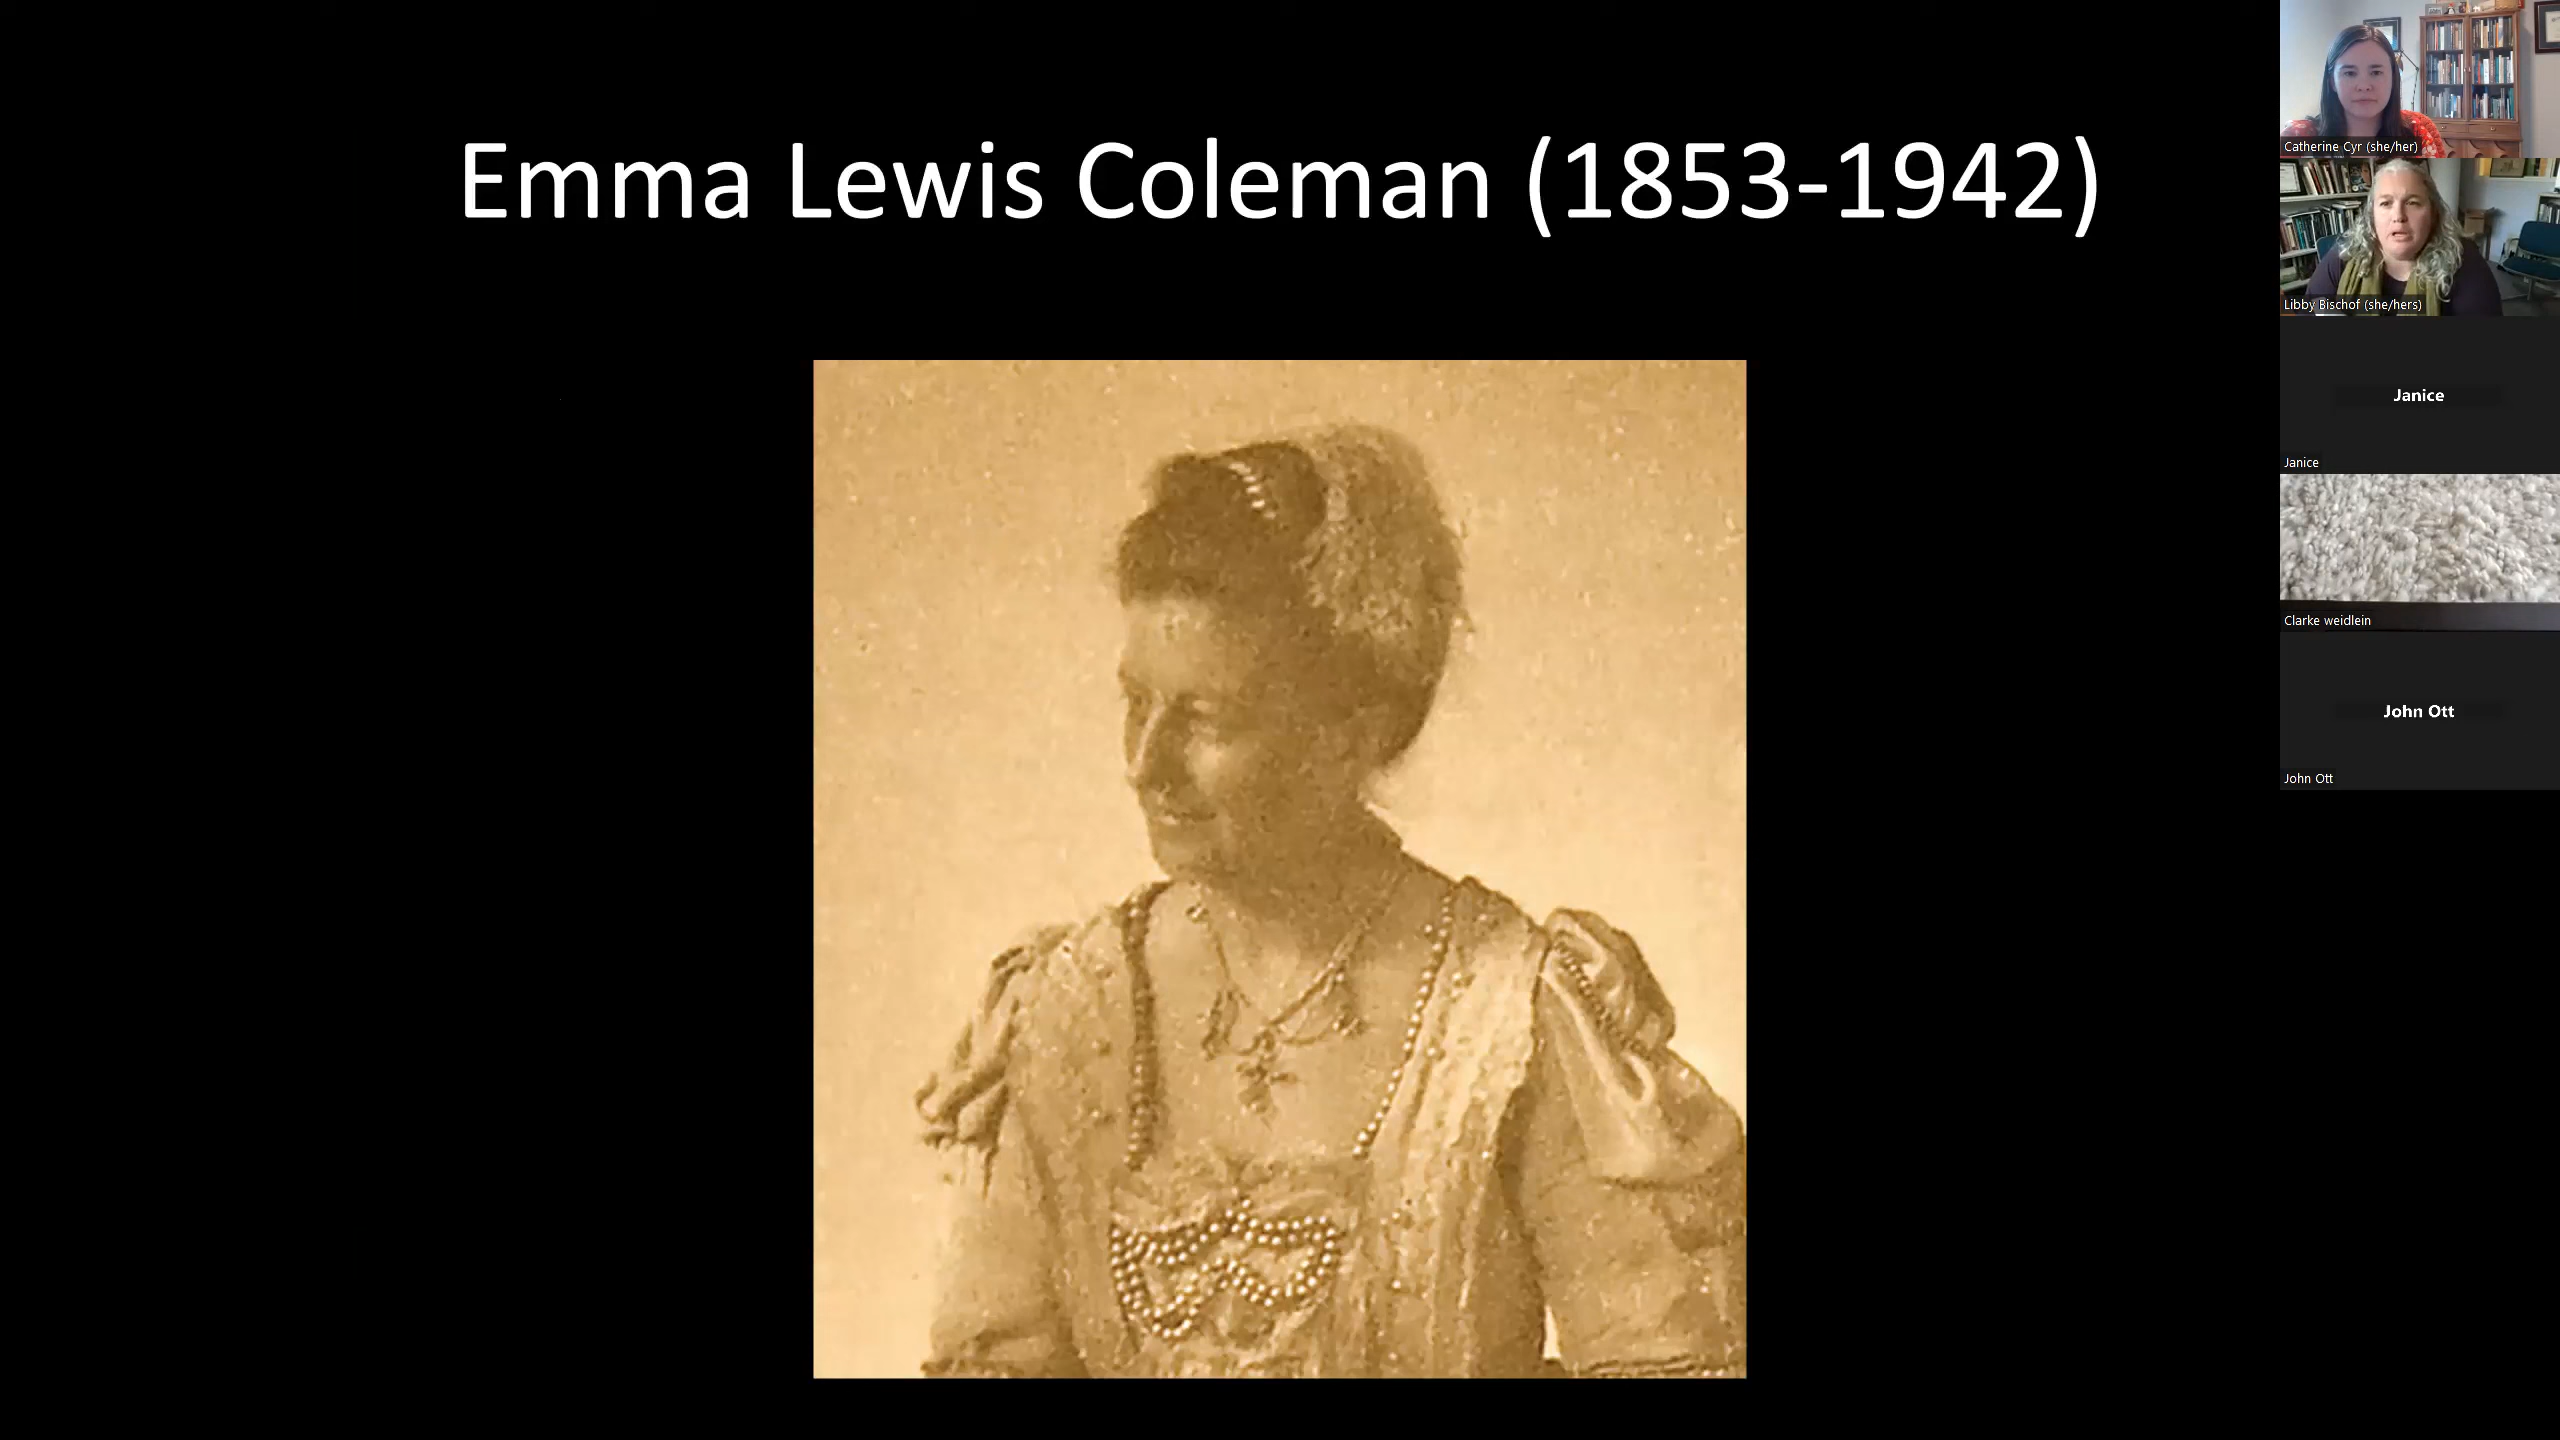 Emma Lewis Coleman (1853-1942)
Catherine Cyr (she/her)
Libby Bischof (she/hers)
Janice
Janice
Clarke weidlein
John Ott
John Ott